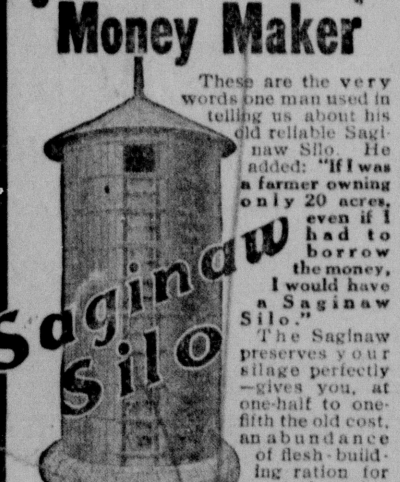 Money Maker
These are the very
words one man used in
telling us about his
old reliable Sagi-
naw Silo. He
added: "If I was
a farmer owning
only 20 acres,
even if I
had to
borrow
the money,
I would have
a Saginaw
Silo."
The Saginaw
preserves your
silage perfectly
—gives you, at
one-half to one-
fifth the old cost,
an abundance
of flesh-build-
ing ration for
Saginaw
Silo